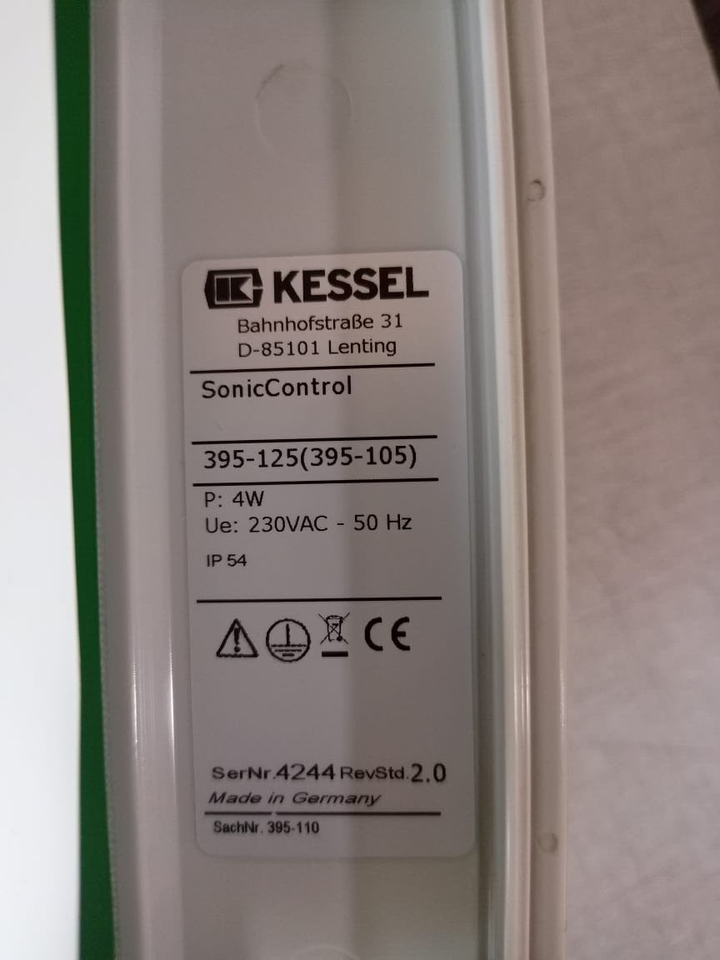 KESSEL
Bahnhofstraße 31
D-85101 Lenting
SonicControl
395-125(395-105)
P: 4W
Ue: 230VAC - 50 Hz
IP 54
CE
SerNr.4244 RevStd.2.0
Made in Germany
SachNr. 395-110